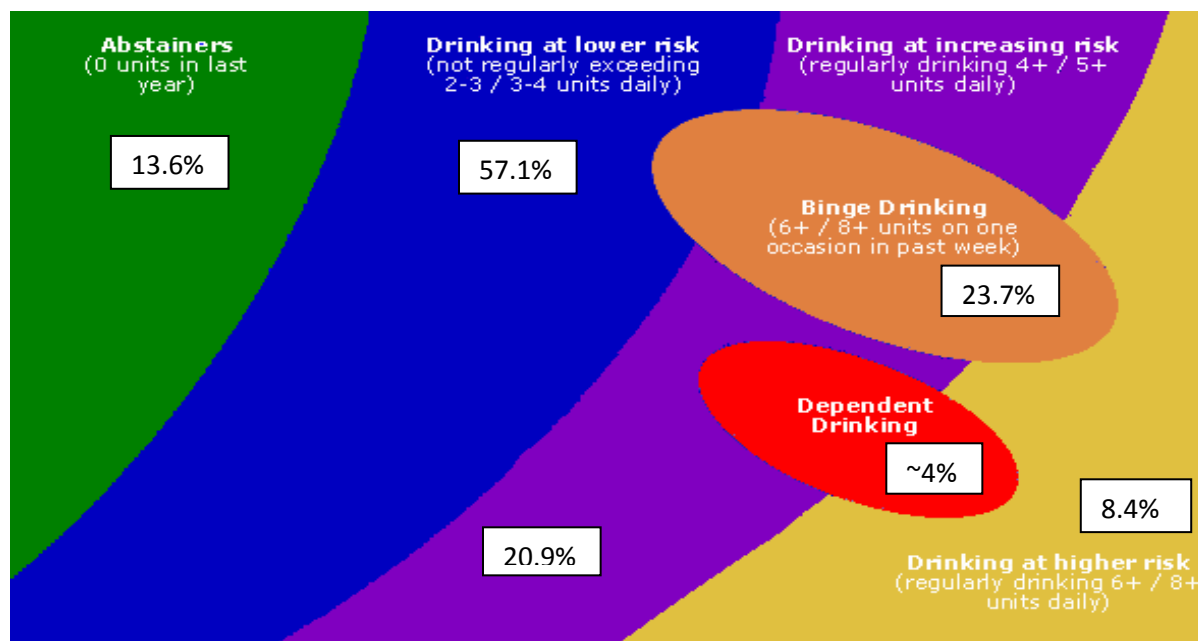 Abstainers
(0 units in last
year)
13.6%
Drinking at lower risk
(not regularly exceeding
2-3 / 3-4 units daily)
57.1%
Drinking at increasing risk
(regularly drinking 4+ / 5+
units daily)
20.9%
Binge Drinking
(6+ / 8+ units on one
occasion in past week)
23.7%
Dependent
Drinking
~4%
8.4%
Drinking at higher risk
(regularly drinking 6+ / 8+
units daily)